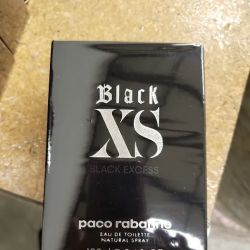 Black
XS
BLACK EXCESS
paco rabanne
EAU DE TOILETTE
NATURAL SPRAY